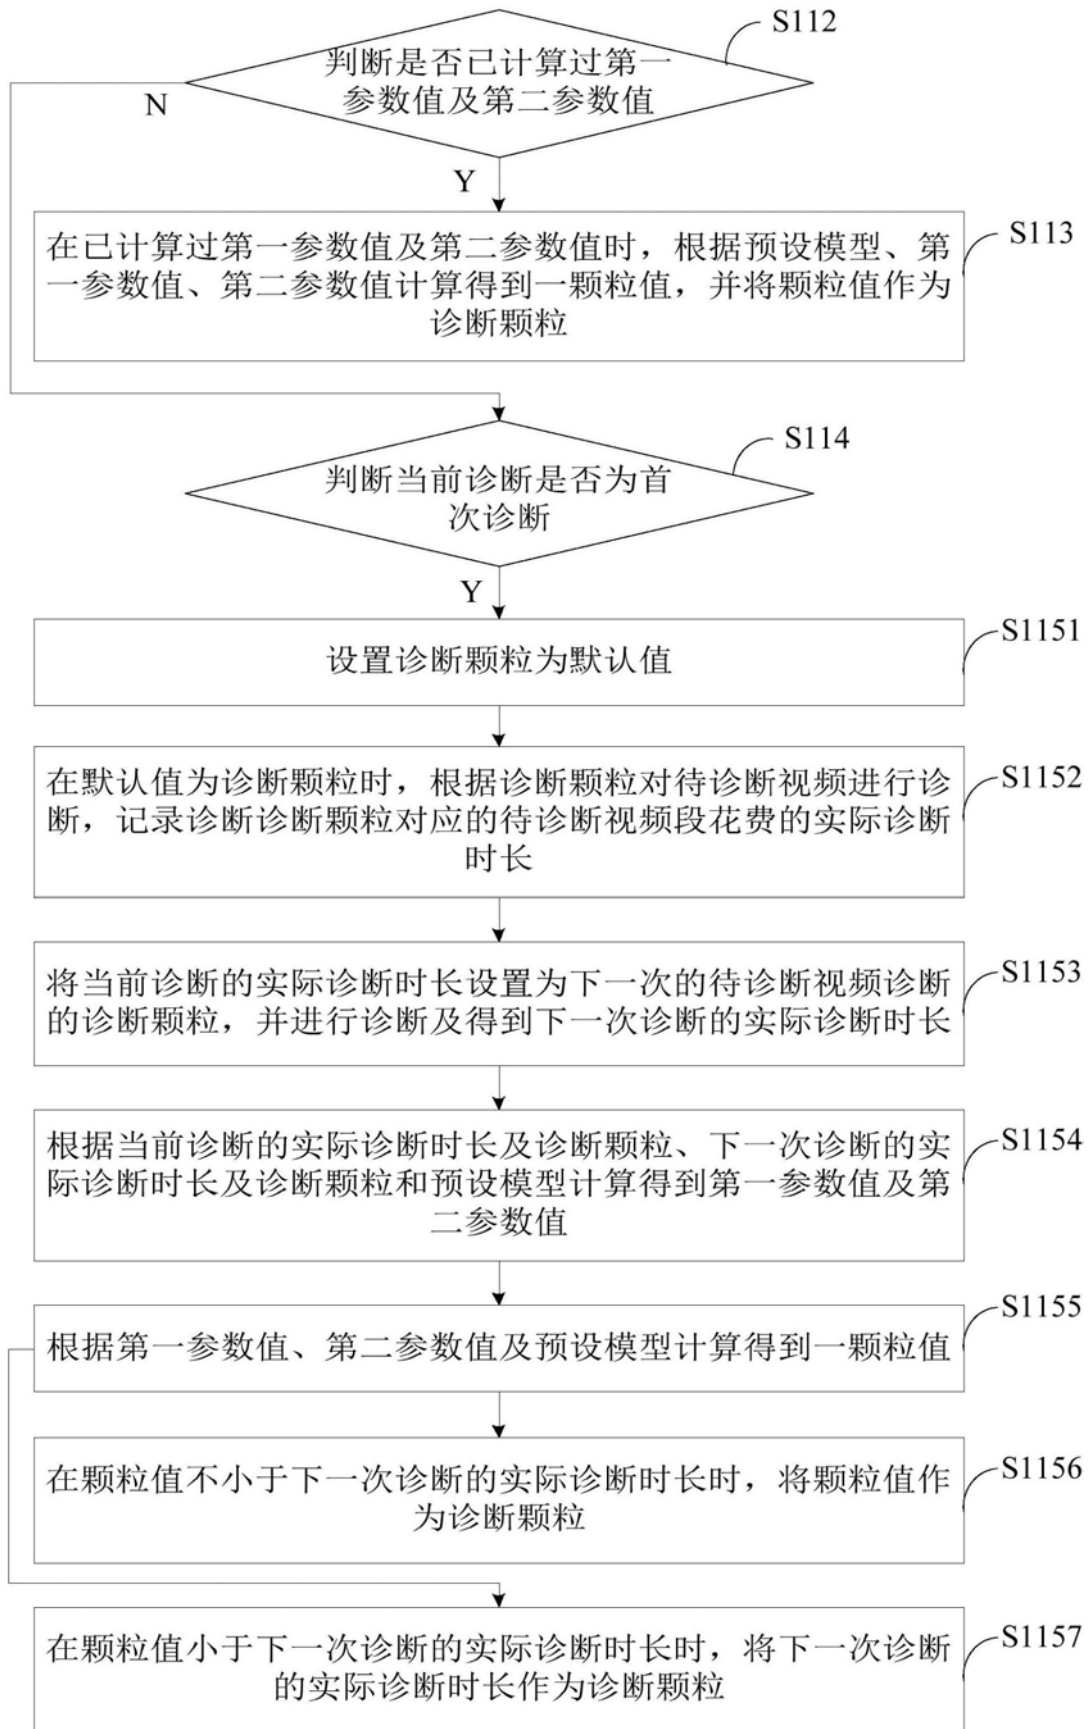 S112
判断是否已计算过第一
参数值及第二参数值
N
Y
S113
在已计算过第一参数值及第二参数值时，根据预设模型、第
一参数值、第二参数值计算得到一颗粒值，并将颗粒值作为
诊断颗粒
S114
判断当前诊断是否为首
次诊断
Y
S1151
设置诊断颗粒为默认值
S1152
在默认值为诊断颗粒时，根据诊断颗粒对待诊断视频进行诊
断，记录诊断诊断颗粒对应的待诊断视频段花费的实际诊断
时长
S1153
将当前诊断的实际诊断时长设置为下一次的待诊断视频诊断
的诊断颗粒，并进行诊断及得到下一次诊断的实际诊断时长
S1154
根据当前诊断的实际诊断时长及诊断颗粒、下一次诊断的实
际诊断时长及诊断颗粒和预设模型计算得到第一参数值及第
二参数值
S1155
根据第一参数值、第二参数值及预设模型计算得到一颗粒值
S1156
在颗粒值不小于下一次诊断的实际诊断时长时，将颗粒值作
为诊断颗粒
S1157
在颗粒值小于下一次诊断的实际诊断时长时，将下一次诊断
的实际诊断时长作为诊断颗粒